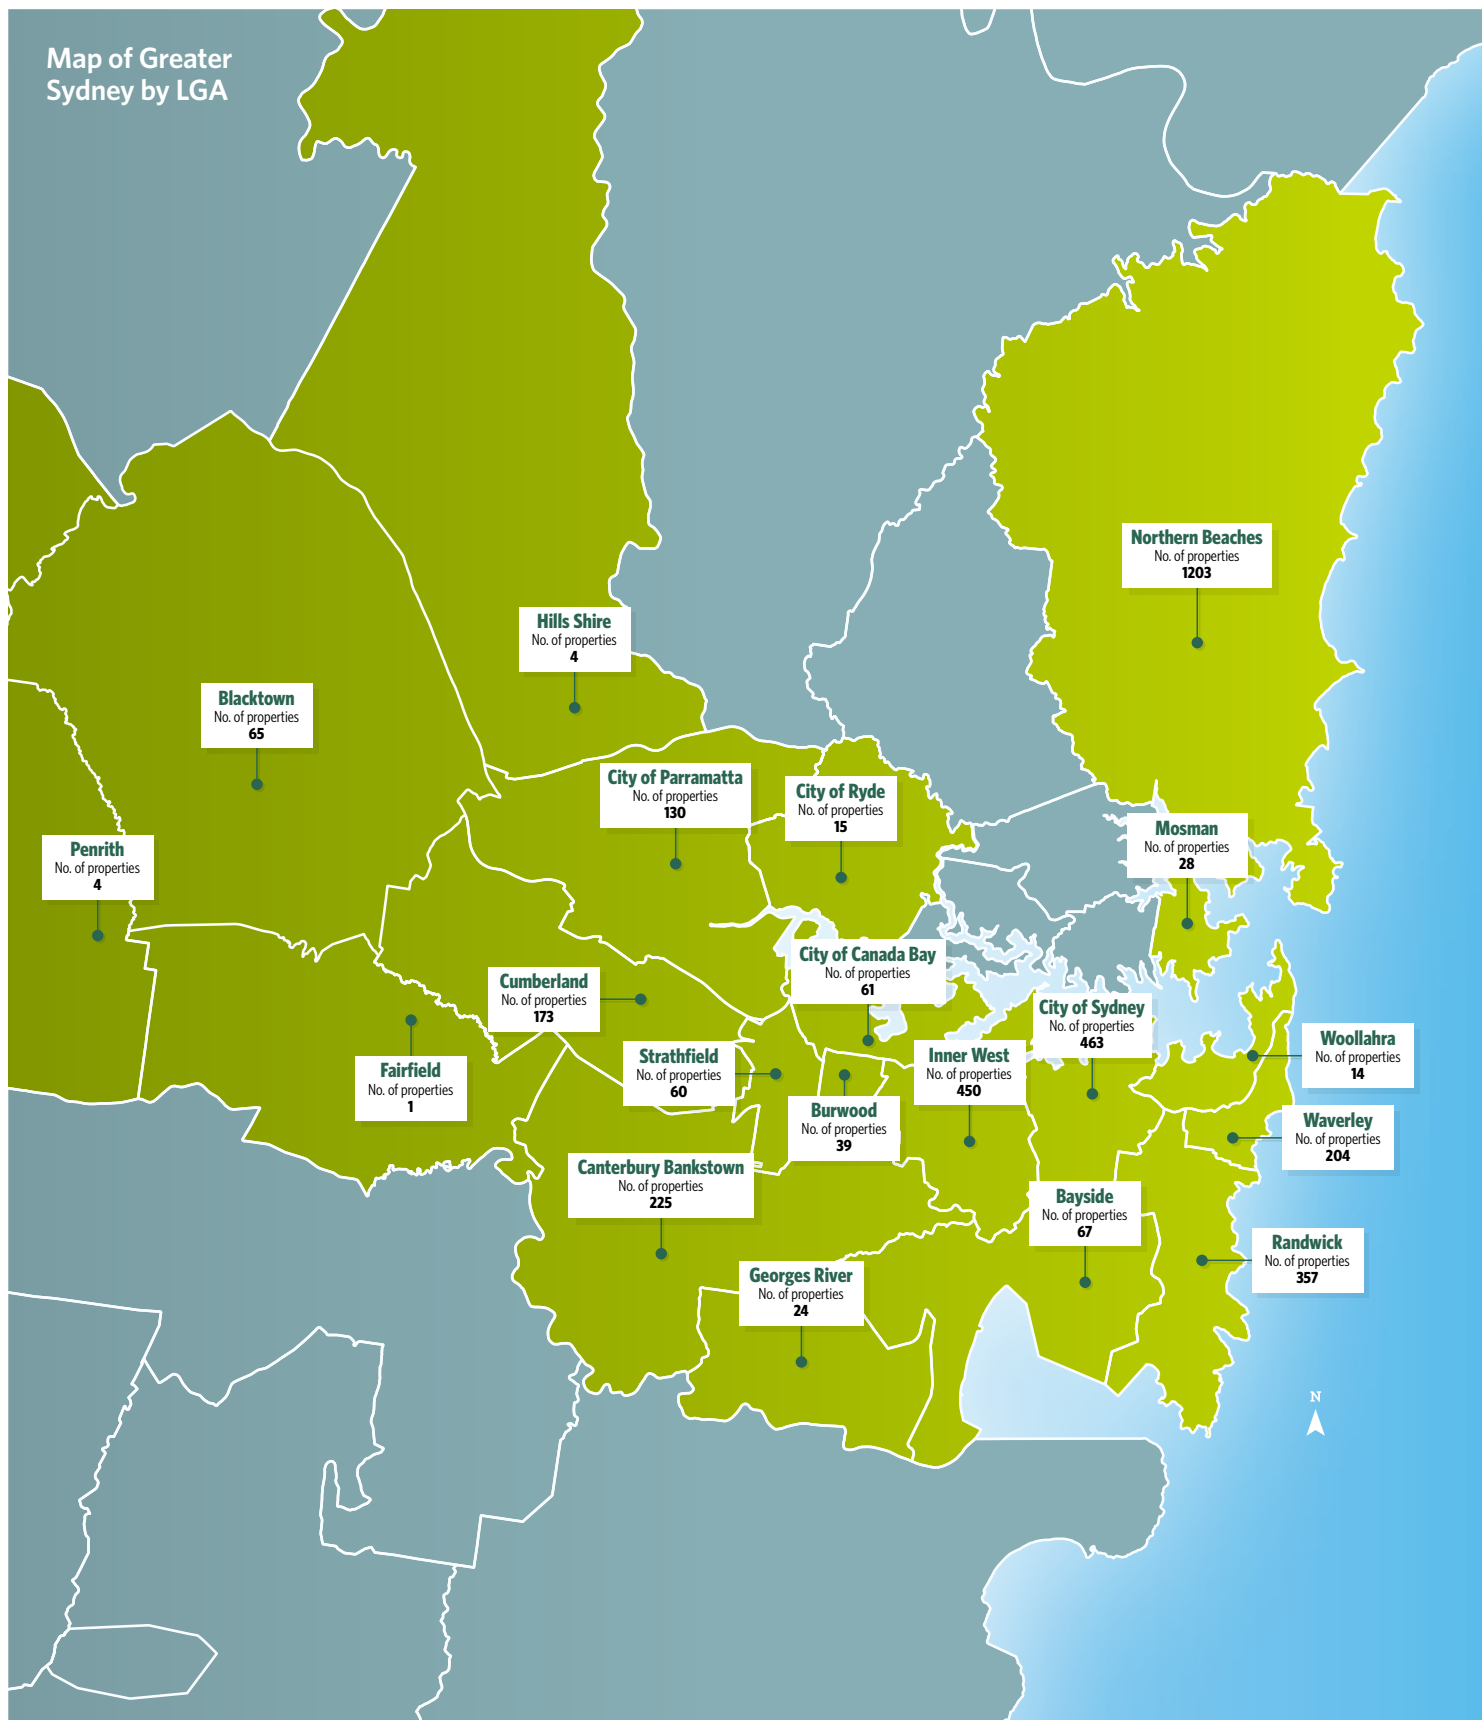 Map of Greater
Sydney by LGA
Northern Beaches
No. of properties
1203
Hills Shire
No. of properties
4
Blacktown
No. of properties
65
City of Parramatta
No. of properties
130
City of Ryde
No. of properties
15
Mosman
No. of properties
28
Penrith
No. of properties
4
City of Canada Bay
No. of properties
61
Cumberland
No. of properties
173
City of Sydney
No. of properties
463
Woollahra
No. of properties
14
Strathfield
No. of properties
60
Inner West
No. of properties
450
Fairfield
No. of properties
1
Burwood
No. of properties
39
Waverley
No. of properties
204
Canterbury Bankstown
No. of properties
225
Bayside
No. of properties
67
Randwick
No. of properties
357
Georges River
No. of properties
24
N